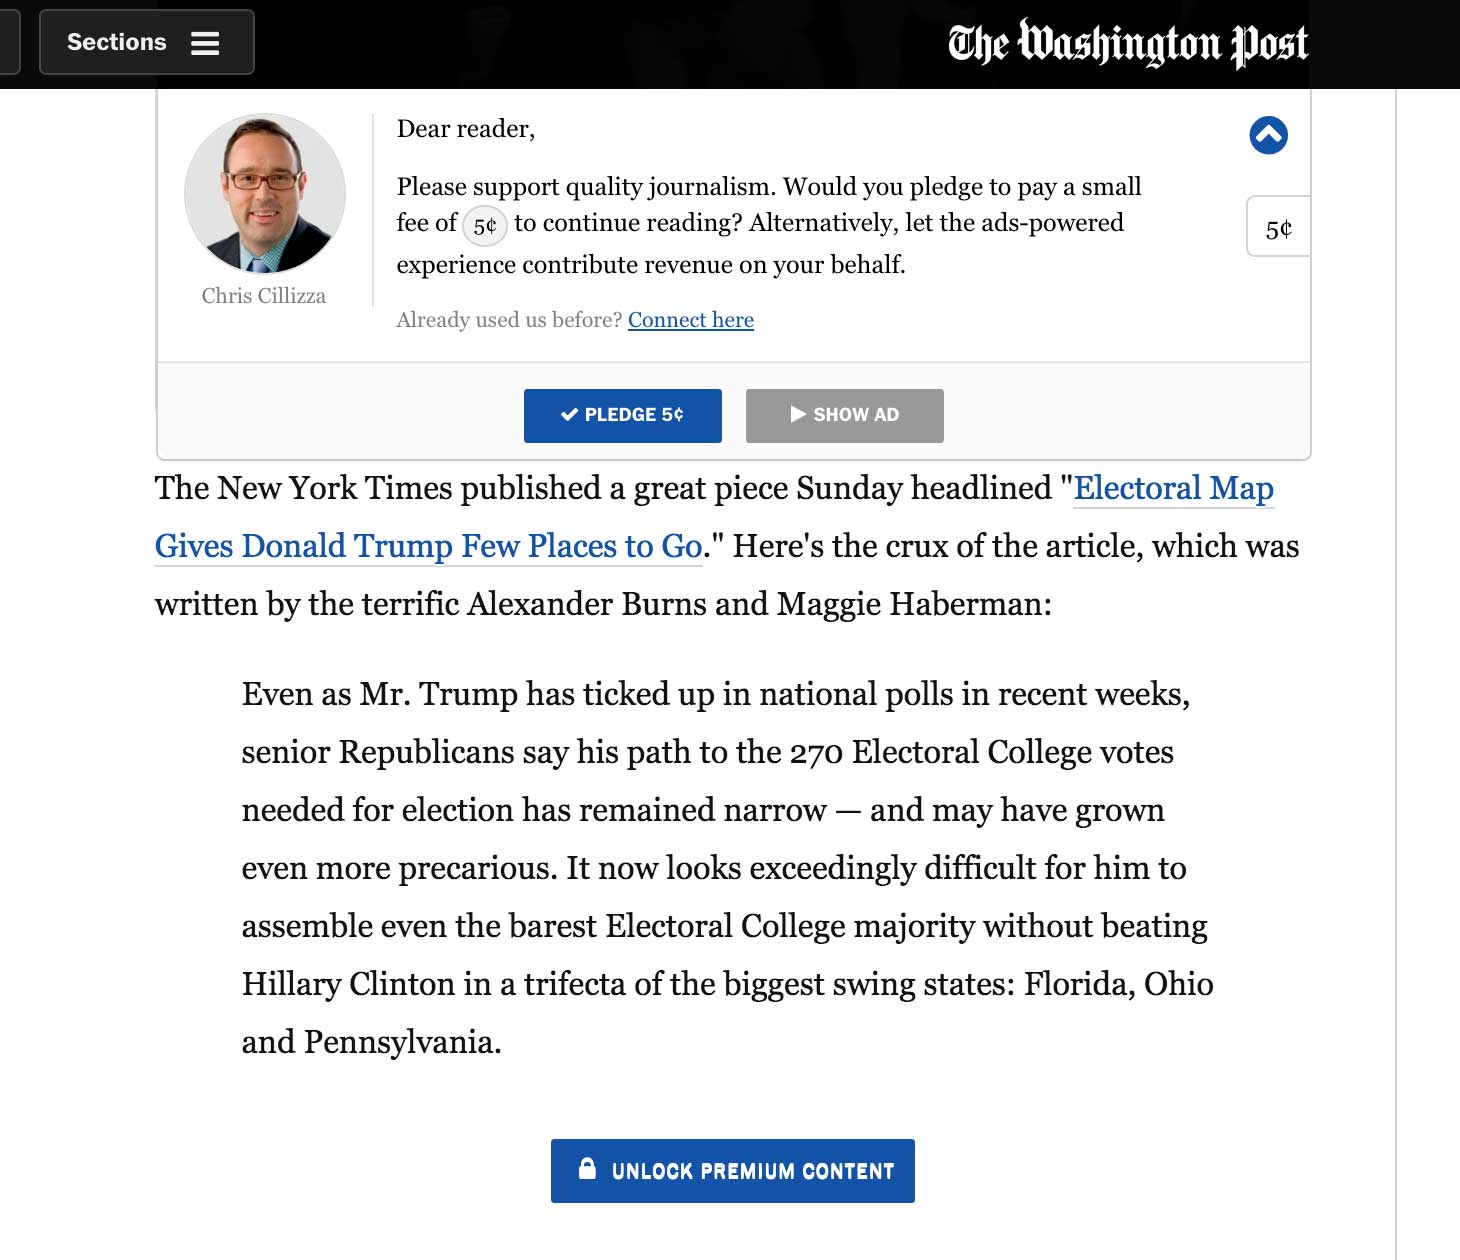 Sections
The Washington Post
Dear reader,
Please support quality journalism. Would you pledge to pay a small
fee of 5¢ to continue reading? Alternatively, let the ads-powered
experience contribute revenue on your behalf.
5¢
Chris Cillizza
Already used us before? Connect here
PLEDGE 5¢
SHOW AD
The New York Times published a great piece Sunday headlined "Electoral Map
Gives Donald Trump Few Places to Go." Here's the crux of the article, which was
written by the terrific Alexander Burns and Maggie Haberman:
Even as Mr. Trump has ticked up in national polls in recent weeks,
senior Republicans say his path to the 270 Electoral College votes
needed for election has remained narrow — and may have grown
even more precarious. It now looks exceedingly difficult for him to
assemble even the barest Electoral College majority without beating
Hillary Clinton in a trifecta of the biggest swing states: Florida, Ohio
and Pennsylvania.
UNLOCK PREMIUM CONTENT